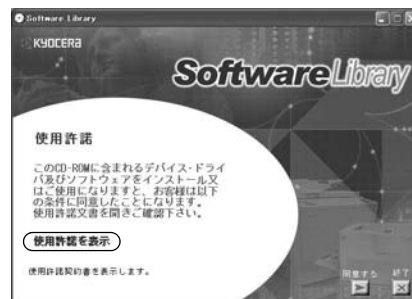 Software Library
KYOCERA
SoftwareLibrary
使用許諾
このCD-ROMに含まれるデバイス・ドライ
バ及びソフトウェアをインストール又
はご使用になりますと、お客様は以下
の条件に同意したことになります。
使用許諾文書を開きご確認下さい。
使用許諾を表示
使用許諾契約書を表示します。
同意する 終了